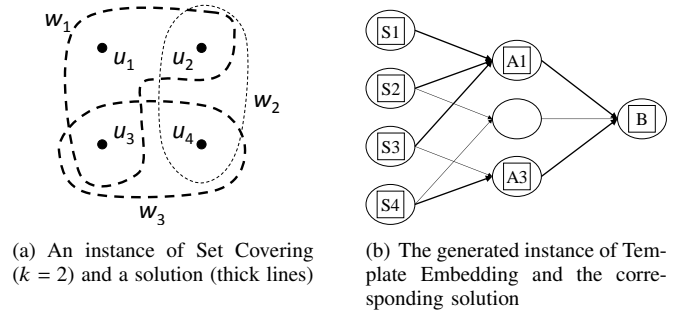 w1
u1
u2
w2
u3
u4
w3
S1
S2
S3
S4
A1
A3
B
(a) An instance of Set Covering
(k = 2) and a solution (thick lines)
(b) The generated instance of Tem-
plate Embedding and the corre-
sponding solution